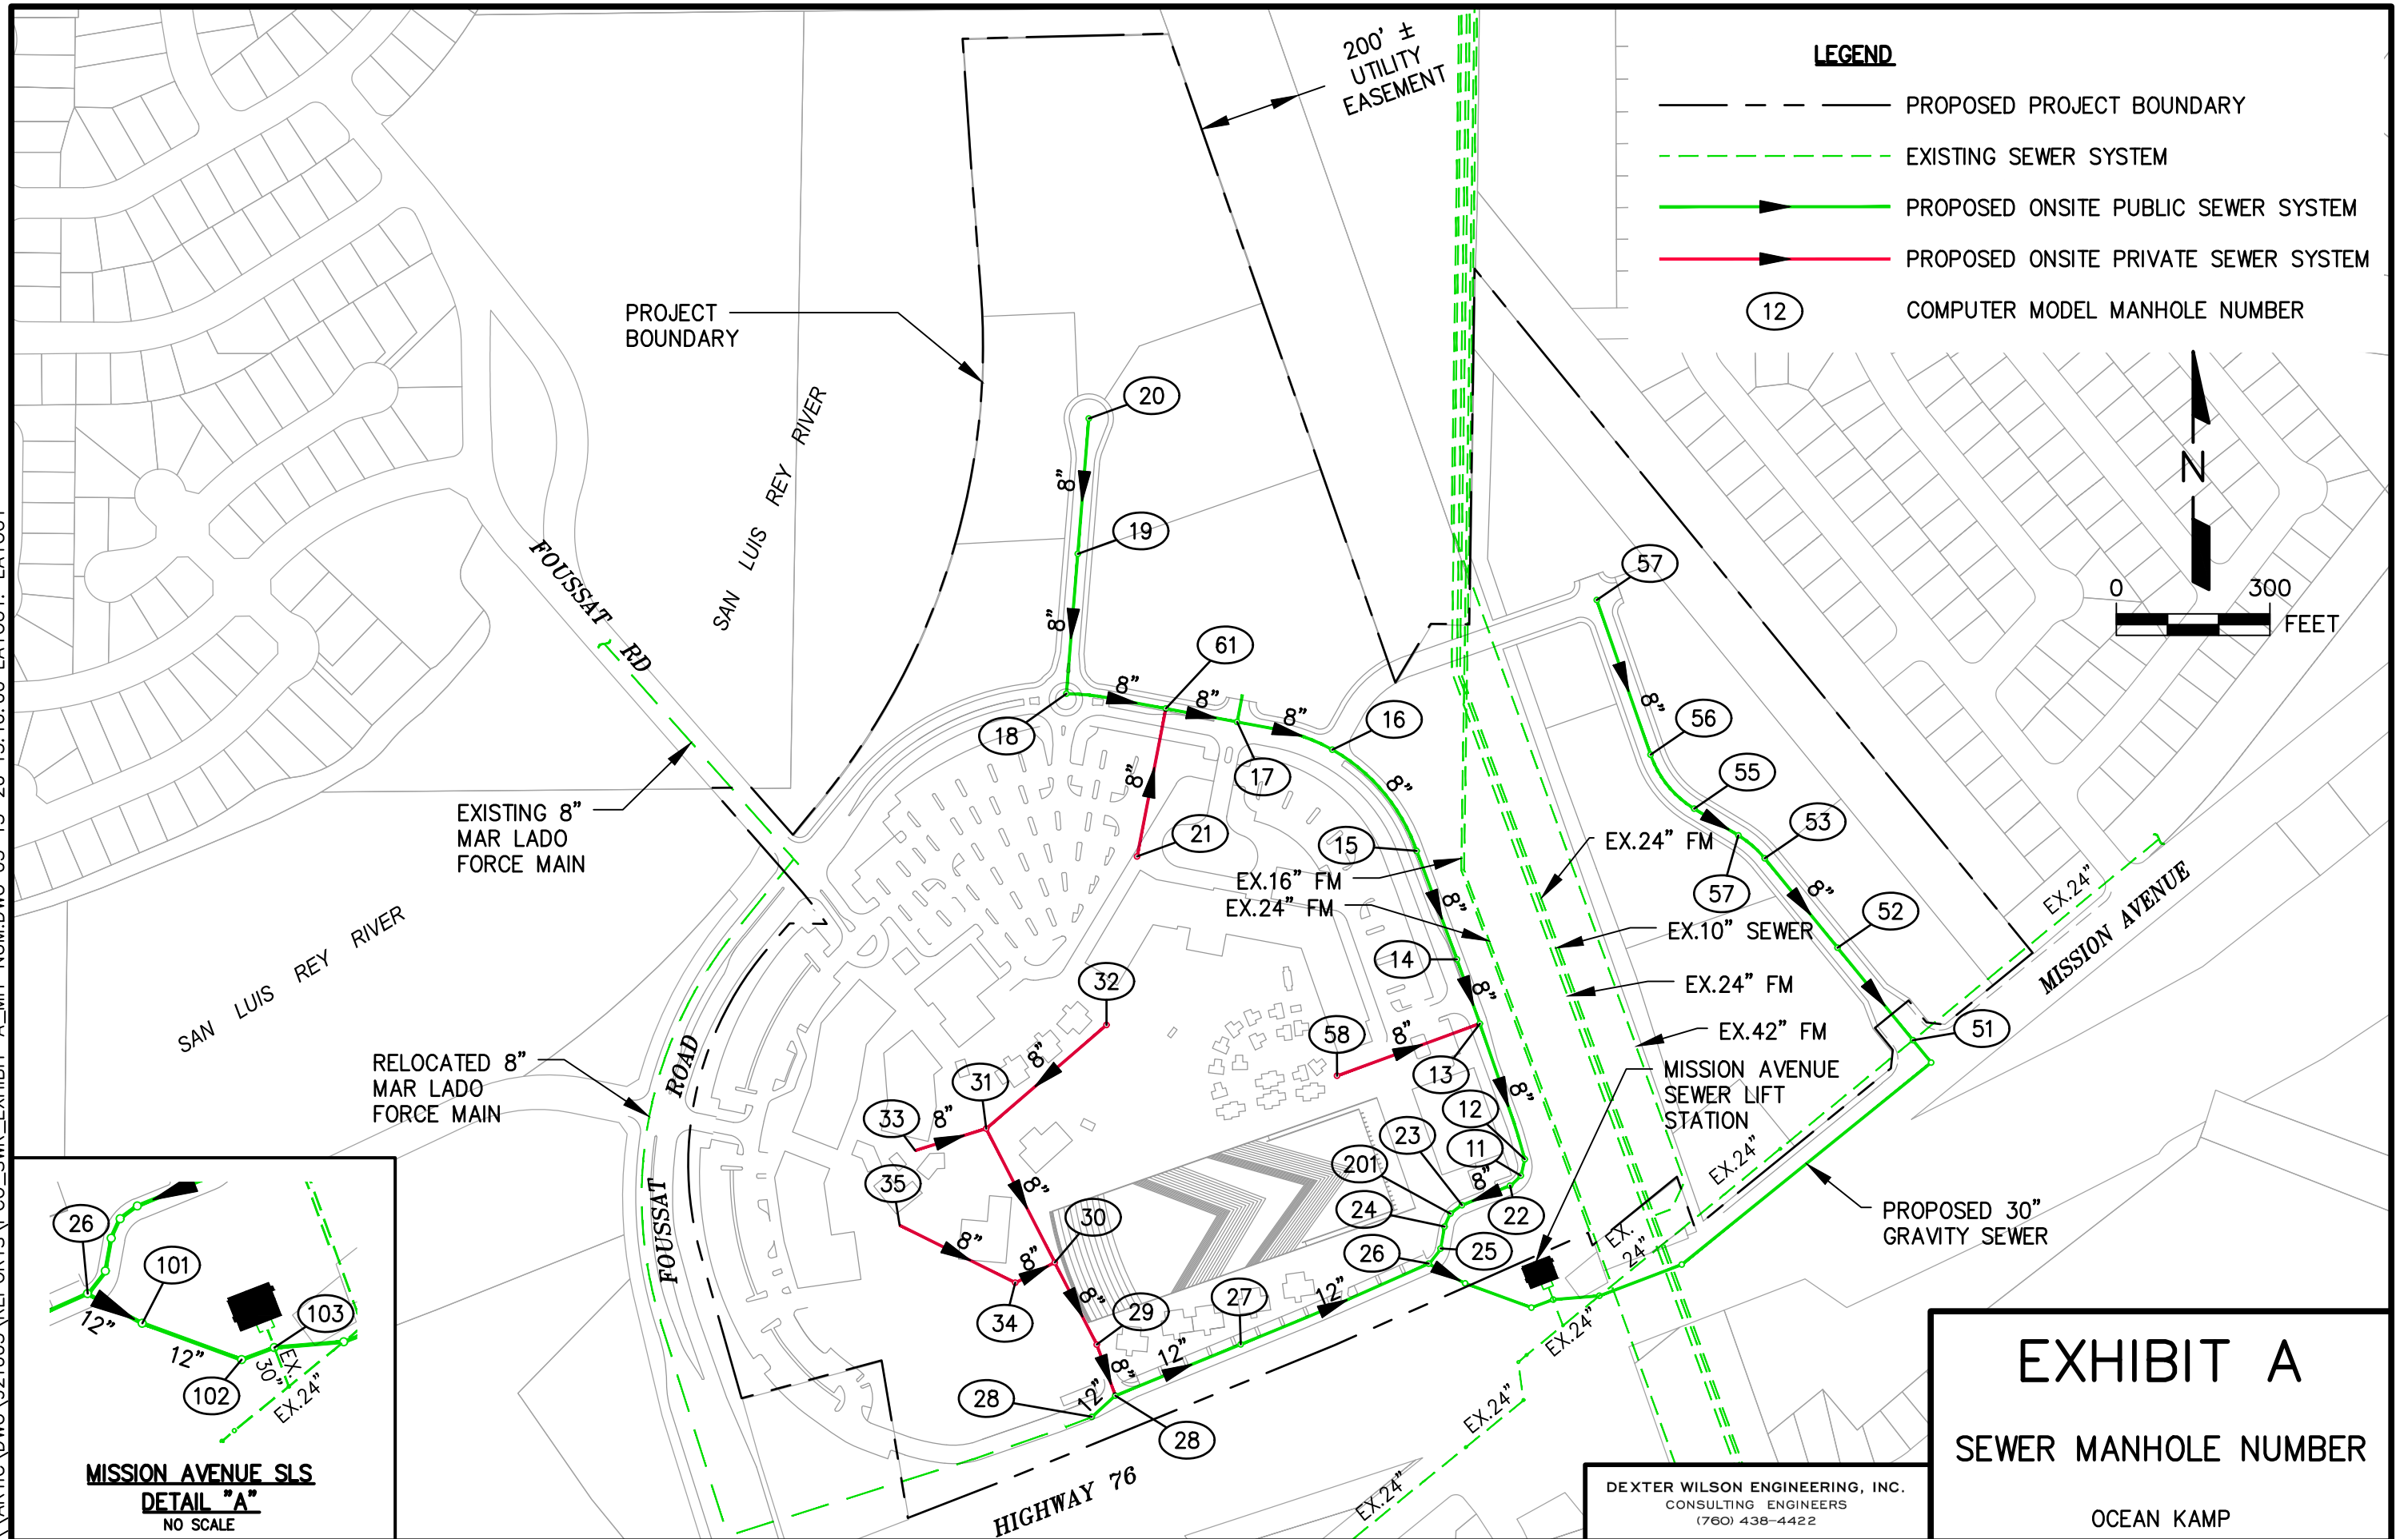 200' ±
UTILITY
EASEMENT
LEGEND
PROPOSED PROJECT BOUNDARY
EXISTING SEWER SYSTEM
PROPOSED ONSITE PUBLIC SEWER SYSTEM
PROPOSED ONSITE PRIVATE SEWER SYSTEM
12
COMPUTER MODEL MANHOLE NUMBER
N
0
300
FEET
PROJECT
BOUNDARY
SAN LUIS REY RIVER
20
8"
19
8"
FOUSSAT RD
57
61
8"
8"
8"
16
18
17
8"
8"
56
55
8"
53
57
EXISTING 8"
MAR LADO
FORCE MAIN
21
15
EX.16" FM
EX.24" FM
EX.24" FM
8"
8"
52
EX.24"
MISSION AVENUE
SAN LUIS REY RIVER
EX.10" SEWER
14
8"
EX.24" FM
32
EX.42" FM
51
58
8"
13
8"
RELOCATED 8"
MAR LADO
FORCE MAIN
FOUSSAT ROAD
8"
31
MISSION AVENUE
SEWER LIFT
STATION
33
8"
12
23
11
201
8"
EX.24"
35
8"
30
24
22
PROPOSED 30"
GRAVITY SEWER
8"
8"
26
25
EX.
24"
34
8"
29
27
12"
12"
EX.24"
8"
28
12"
28
EX.24"
EX.24"
HIGHWAY 76
26
101
12"
12"
103
102
EX.
30"
EX.24"
MISSION AVENUE SLS
DETAIL "A"
NO SCALE
DEXTER WILSON ENGINEERING, INC.
CONSULTING ENGINEERS
(760) 438-4422
EXHIBIT A
SEWER MANHOLE NUMBER
OCEAN KAMP